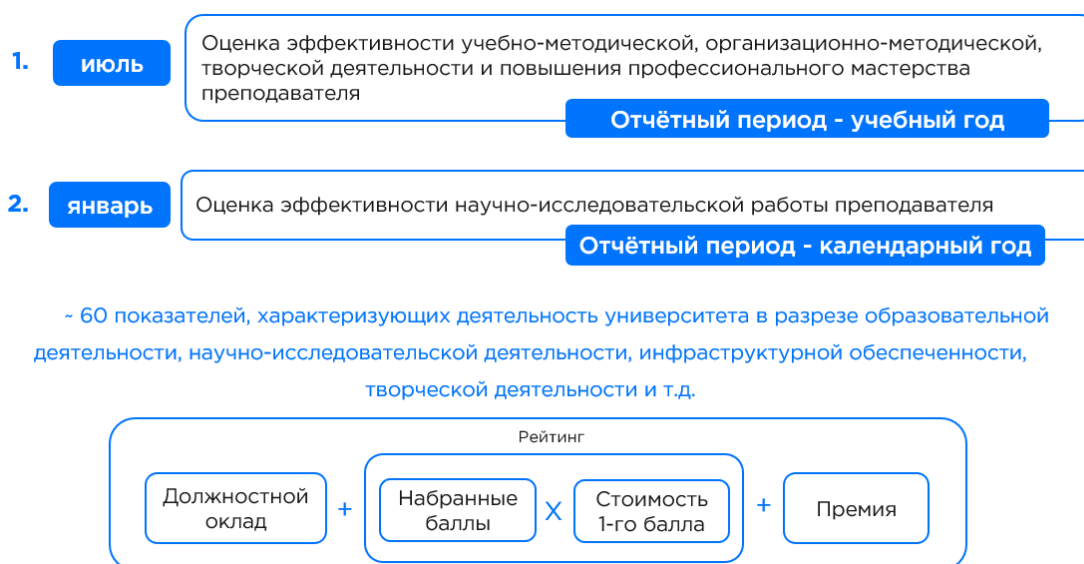 1.
июль
Оценка эффективности учебно-методической, организационно-методической,
творческой деятельности и повышения профессионального мастерства
преподавателя
Отчётный период - учебный год
2.
январь
Оценка эффективности научно-исследовательской работы преподавателя
Отчётный период - календарный год
~ 60 показателей, характеризующих деятельность университета в разрезе образовательной
деятельности, научно-исследовательской деятельности, инфраструктурной обеспеченности,
творческой деятельности и т.д.
Рейтинг
Должностной
оклад
+
Набранные
баллы
X
Стоимость
1-го балла
+
Премия